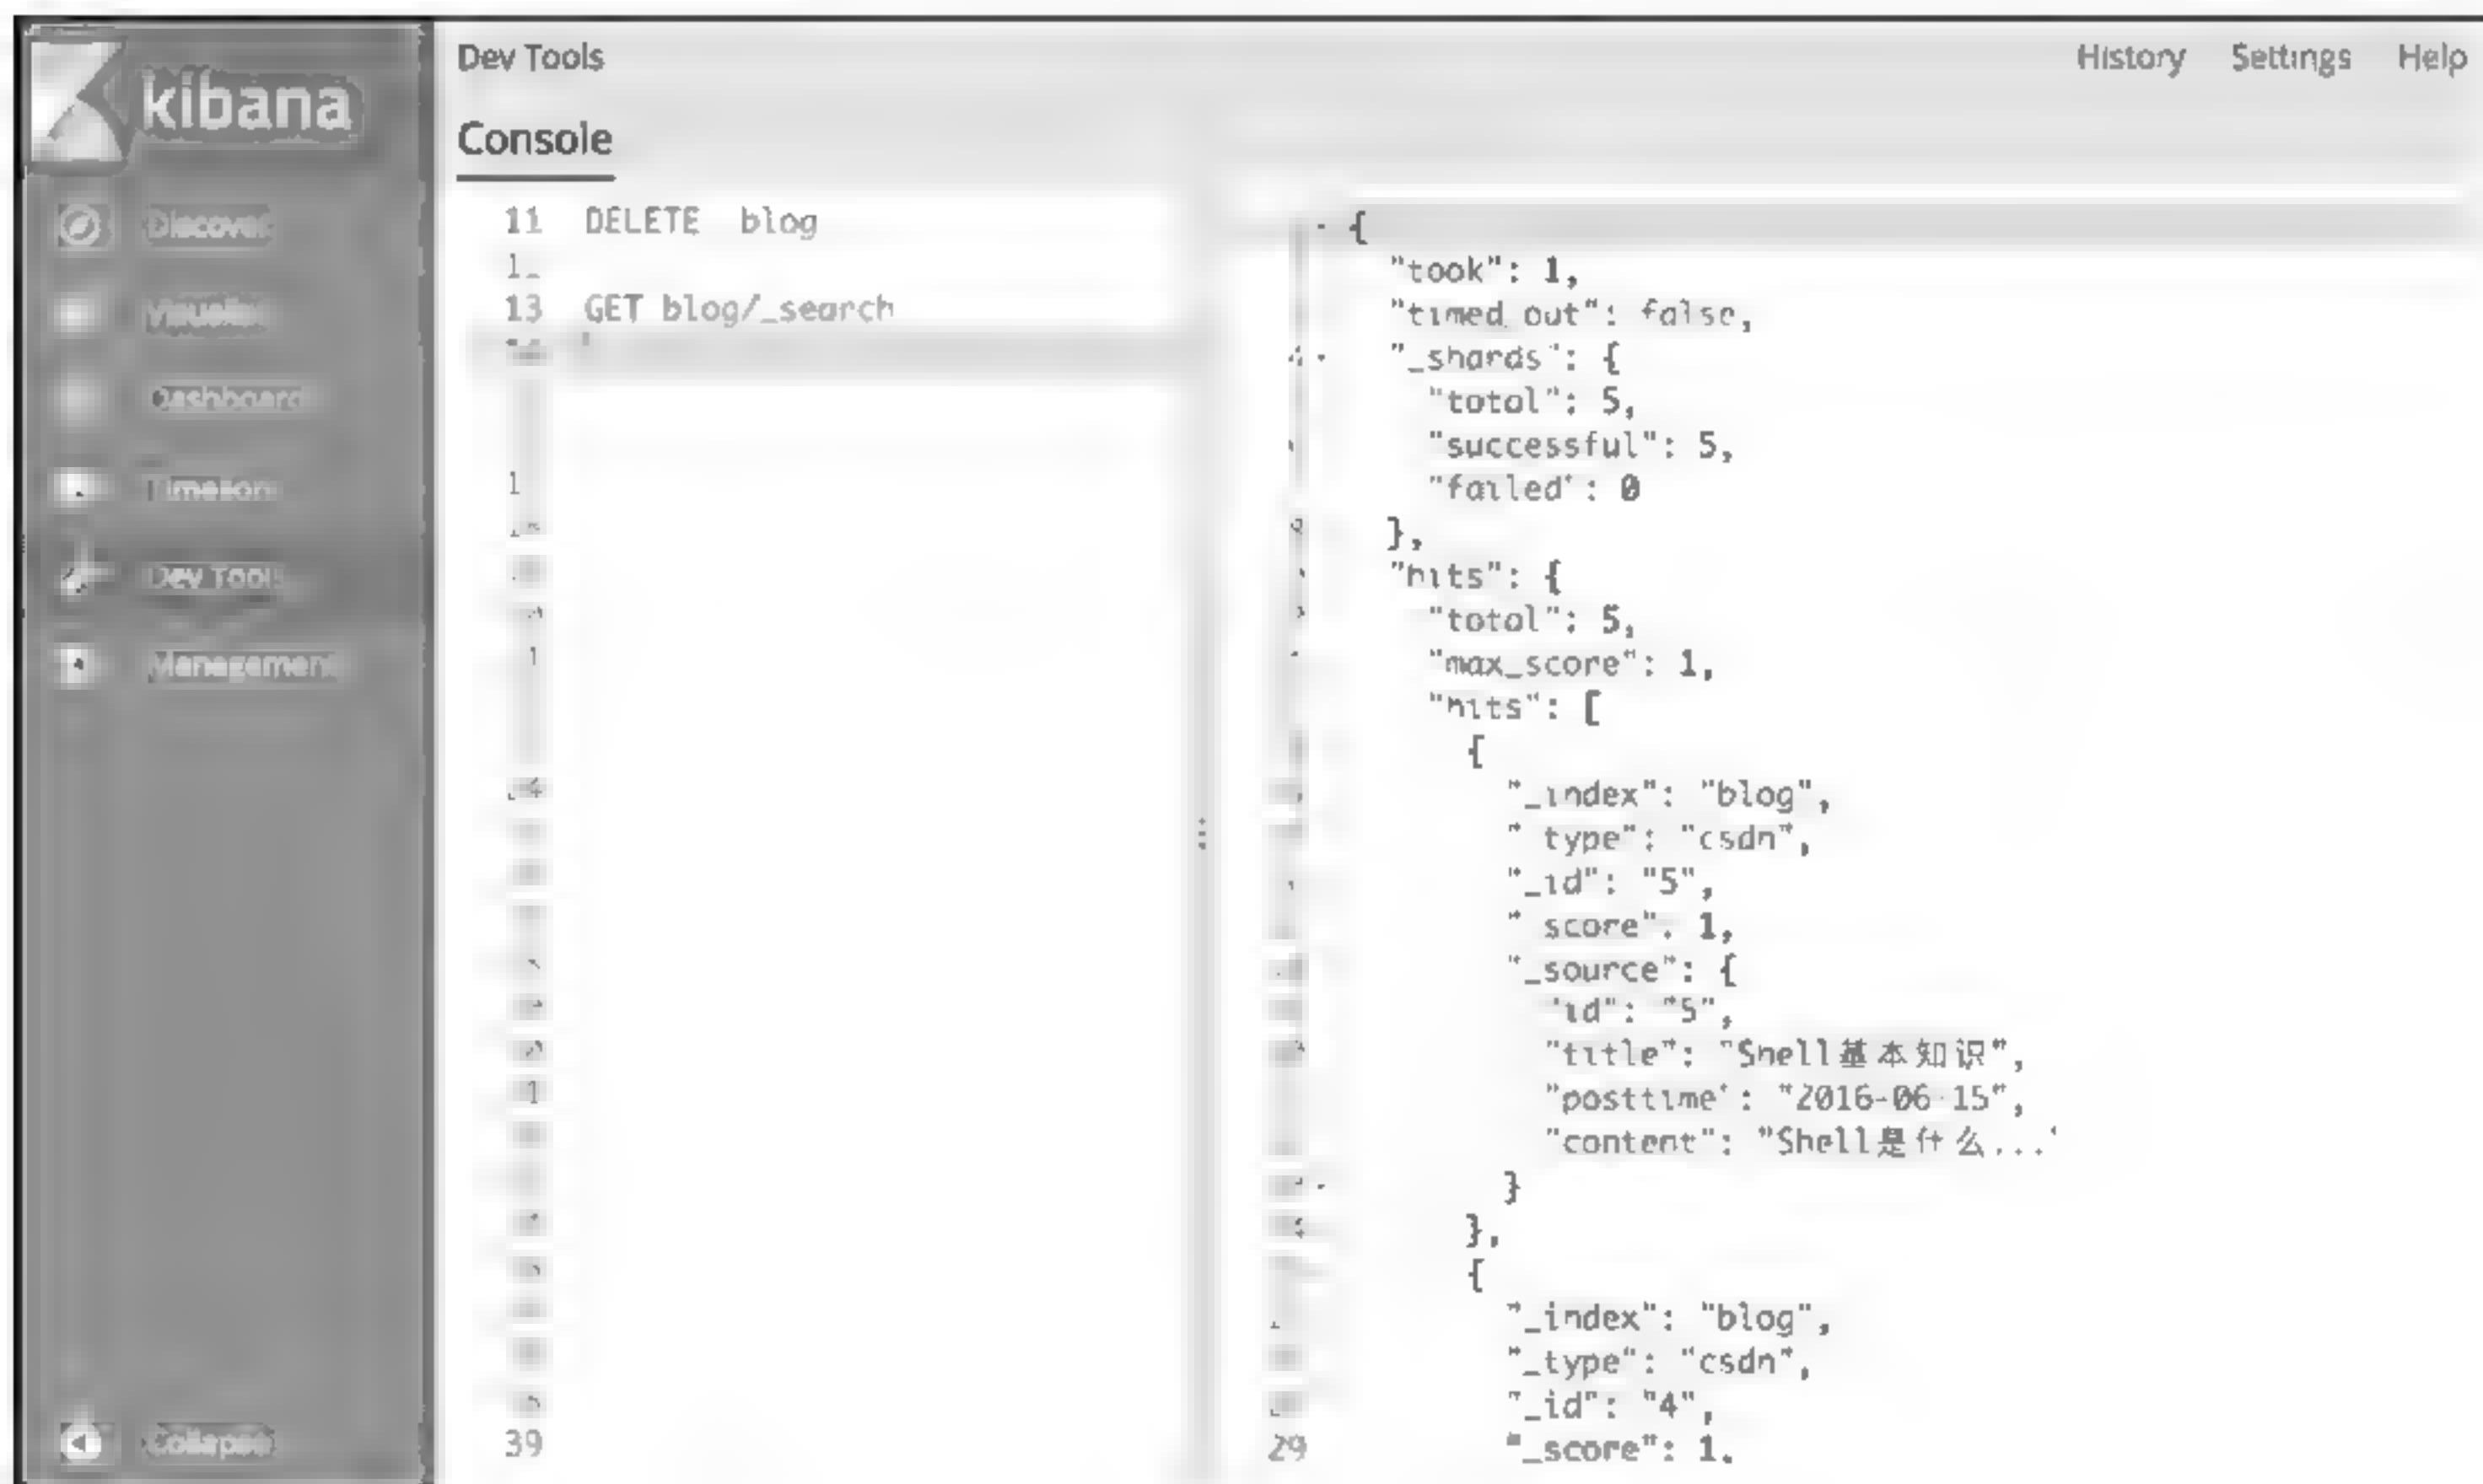 kibana
Discover
Visualize
Dashboard
Timelion
Dev Tools
Management
Collapse
Dev Tools
History Settings Help
Console
11 DELETE blog
13 GET blog/_search
39
{
"took": 1,
"timed_out": false,
"_shards": {
"total": 5,
"successful": 5,
"failed": 0
},
"hits": {
"total": 5,
"max_score": 1,
"hits": [
{
"_index": "blog",
"_type": "csdn",
"_id": "5",
"_score": 1,
"_source": {
"id": "5",
"title": "Shell基本知识",
"posttime": "2016-06-15",
"content": "Shell是什么..."
}
},
{
"_index": "blog",
"_type": "csdn",
"_id": "4",
29 "_score": 1,